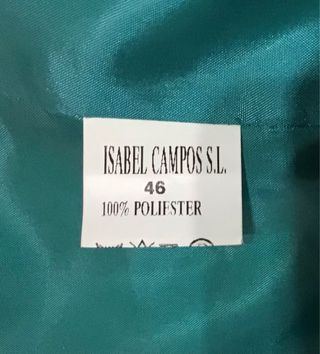 ISABEL CAMPOS S.L.
46
100% POLIESTER